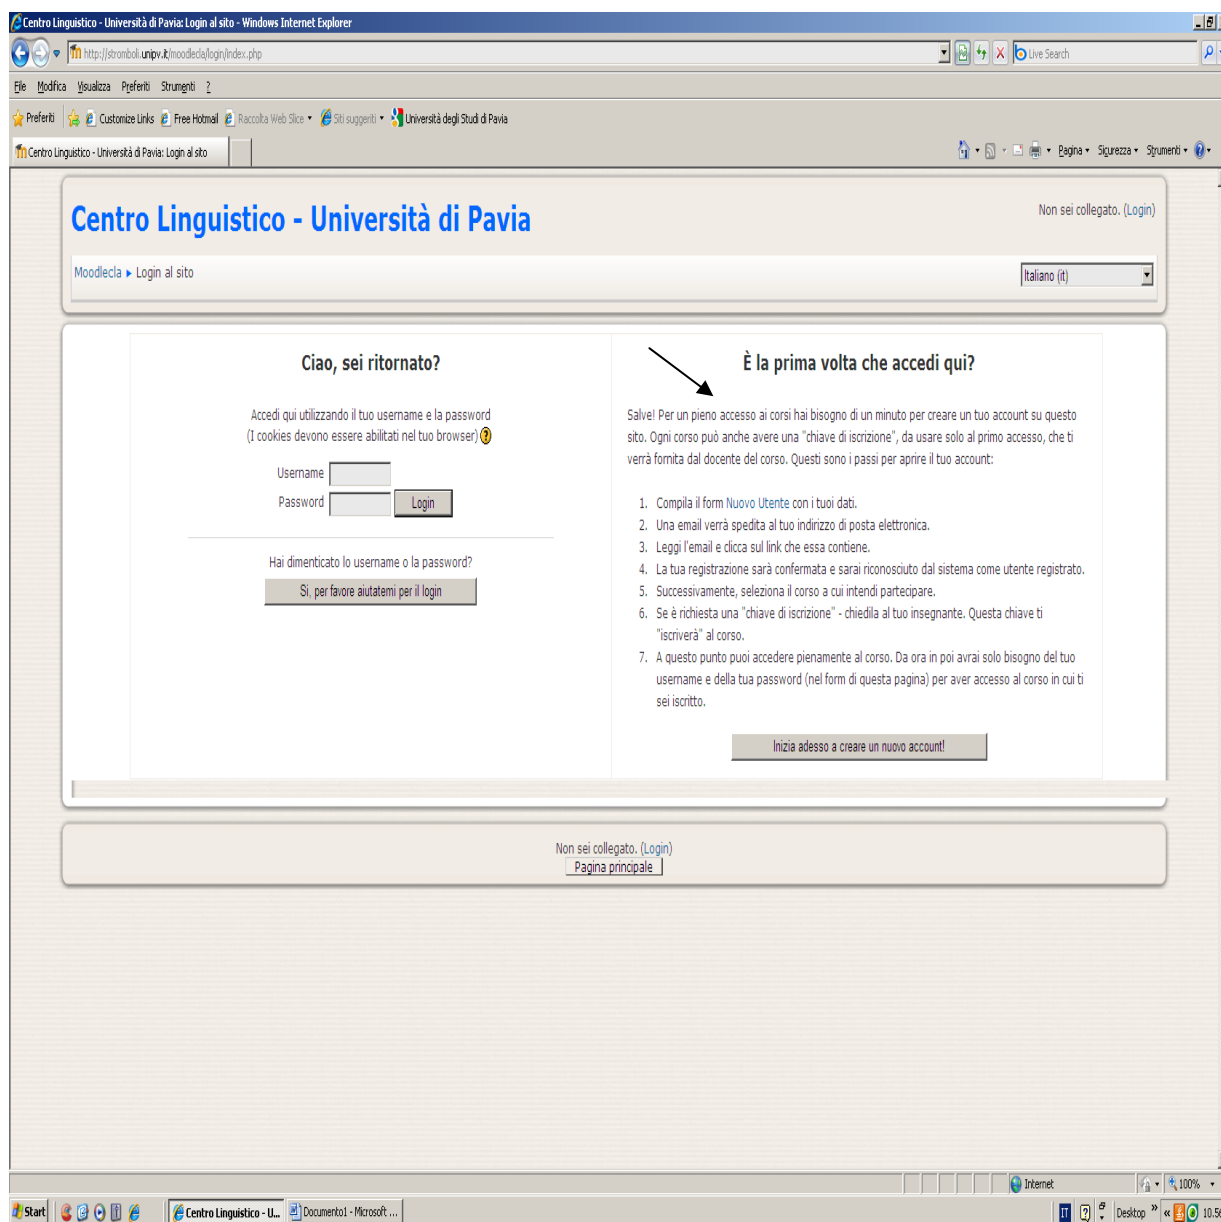 Centro Linguistico - Università di Pavia: Login al sito - Windows Internet Explorer
http://stromboli.unipv.it/moodlecla/login/index.php
Live Search
File Modifica Visualizza Preferiti Strumenti ?
Preferiti Customize Links Free Hotmail Raccolta Web Slice Siti suggeriti Università degli Studi di Pavia
Centro Linguistico - Università di Pavia: Login al sito
Pagina Sicurezza Strumenti
Centro Linguistico - Università di Pavia
Non sei collegato. (Login)
Moodlecla ► Login al sito
Italiano (it)
Ciao, sei ritornato?
Accedi qui utilizzando il tuo username e la password
(I cookies devono essere abilitati nel tuo browser) ?
Username
Password
Login
Hai dimenticato lo username o la password?
Si, per favore aiutatemi per il login
È la prima volta che accedi qui?
Salve! Per un pieno accesso ai corsi hai bisogno di un minuto per creare un tuo account su questo
sito. Ogni corso può anche avere una "chiave di iscrizione", da usare solo al primo accesso, che ti
verrà fornita dal docente del corso. Questi sono i passi per aprire il tuo account:
1. Compila il form Nuovo Utente con i tuoi dati.
2. Una email verrà spedita al tuo indirizzo di posta elettronica.
3. Leggi l'email e clicca sul link che essa contiene.
4. La tua registrazione sarà confermata e sarai riconosciuto dal sistema come utente registrato.
5. Successivamente, seleziona il corso a cui intendi partecipare.
6. Se è richiesta una "chiave di iscrizione" - chiedila al tuo insegnante. Questa chiave ti
"iscriverà" al corso.
7. A questo punto puoi accedere pienamente al corso. Da ora in poi avrai solo bisogno del tuo
username e della tua password (nel form di questa pagina) per aver accesso al corso in cui ti
sei iscritto.
Inizia adesso a creare un nuovo account!
Non sei collegato. (Login)
Pagina principale
Internet
100%
Start
Centro Linguistico - U...
Documento1 - Microsoft ...
IT
Desktop »
«
10.56